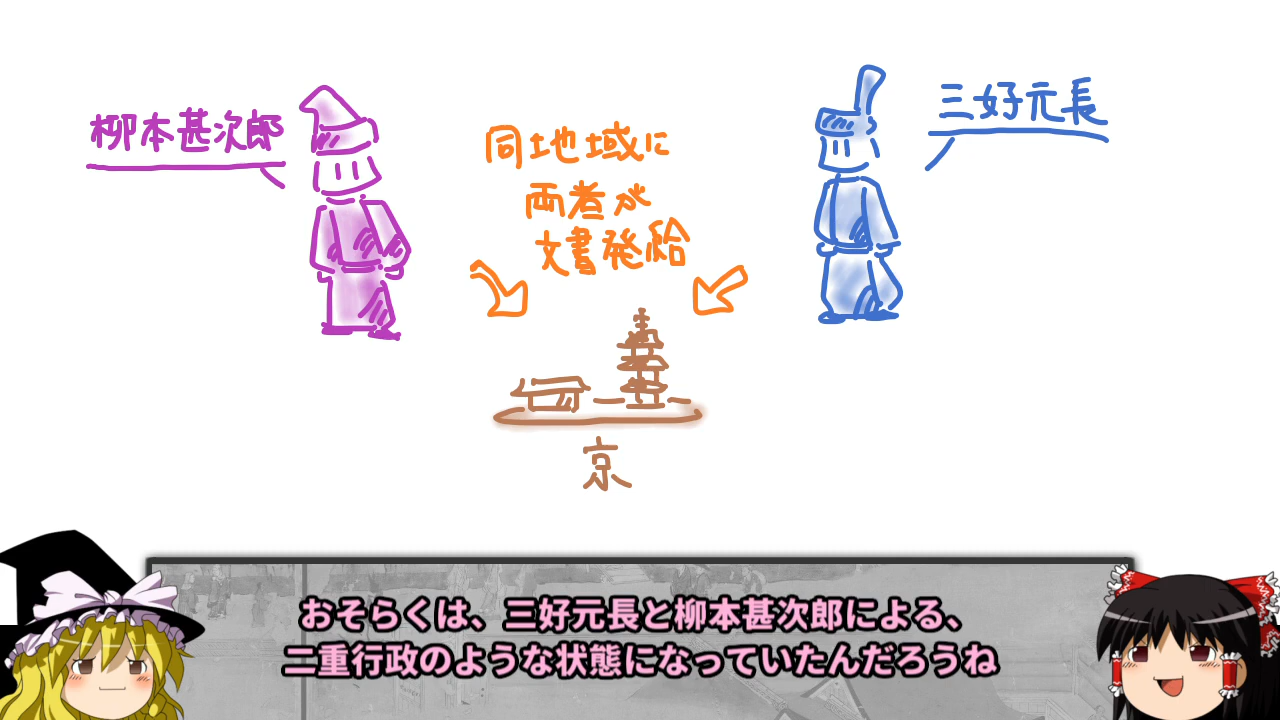 柳本甚次郎
三好元長
同地域に
両者が
文書発給
京
おそらくは、三好元長と柳本甚次郎による、
二重行政のような状態になっていたんだろうね